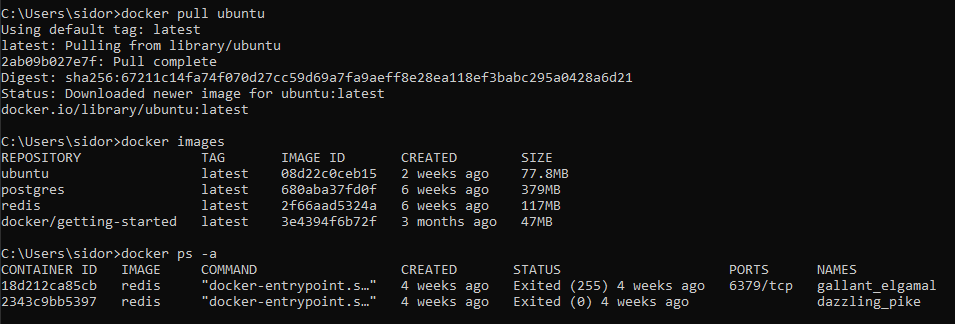 C:\Users\sidor>docker pull ubuntu
Using default tag: latest
latest: Pulling from library/ubuntu
2ab09b027e7f: Pull complete
Digest: sha256:67211c14fa74f070d27cc59d69a7fa9aeff8e28ea118ef3babc295a0428a6d21
Status: Downloaded newer image for ubuntu:latest
docker.io/library/ubuntu:latest
C:\Users\sidor>docker images
REPOSITORY TAG IMAGE ID CREATED SIZE
ubuntu latest 08d22c0ceb15 2 weeks ago 77.8MB
postgres latest 680aba37fd0f 6 weeks ago 379MB
redis latest 2f66aad5324a 6 weeks ago 117MB
docker/getting-started latest 3e4394f6b72f 3 months ago 47MB
C:\Users\sidor>docker ps -a
CONTAINER ID IMAGE COMMAND CREATED STATUS PORTS NAMES
18d212ca85cb redis "docker-entrypoint.s…" 4 weeks ago Exited (255) 4 weeks ago 6379/tcp gallant_elgamal
2343c9bb5397 redis "docker-entrypoint.s…" 4 weeks ago Exited (0) 4 weeks ago dazzling_pike